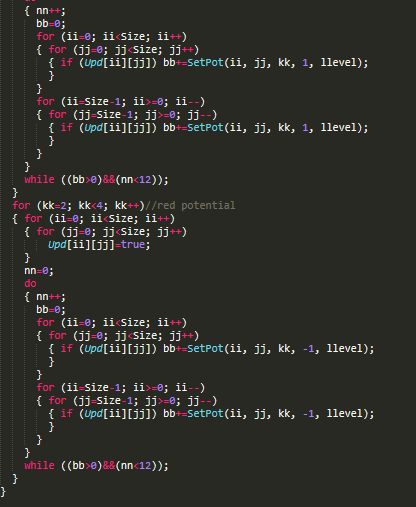 { nn++;
bb=0;
for (ii=0; ii<Size; ii++)
{ for (jj=0; jj<Size; jj++)
{ if (Upd[ii][jj]) bb+=SetPot(ii, jj, kk, 1, llevel);
}
}
for (ii=Size-1; ii>=0; ii--)
{ for (jj=Size-1; jj>=0; jj--)
{ if (Upd[ii][jj]) bb+=SetPot(ii, jj, kk, 1, llevel);
}
}
}
while ((bb>0)&&(nn<12));
}
for (kk=2; kk<4; kk++)//red potential
{ for (ii=0; ii<Size; ii++)
{ for (jj=0; jj<Size; jj++)
Upd[ii][jj]=true;
}
nn=0;
do
{ nn++;
bb=0;
for (ii=0; ii<Size; ii++)
{ for (jj=0; jj<Size; jj++)
{ if (Upd[ii][jj]) bb+=SetPot(ii, jj, kk, -1, llevel);
}
}
for (ii=Size-1; ii>=0; ii--)
{ for (jj=Size-1; jj>=0; jj--)
{ if (Upd[ii][jj]) bb+=SetPot(ii, jj, kk, -1, llevel);
}
}
}
while ((bb>0)&&(nn<12));
}
}